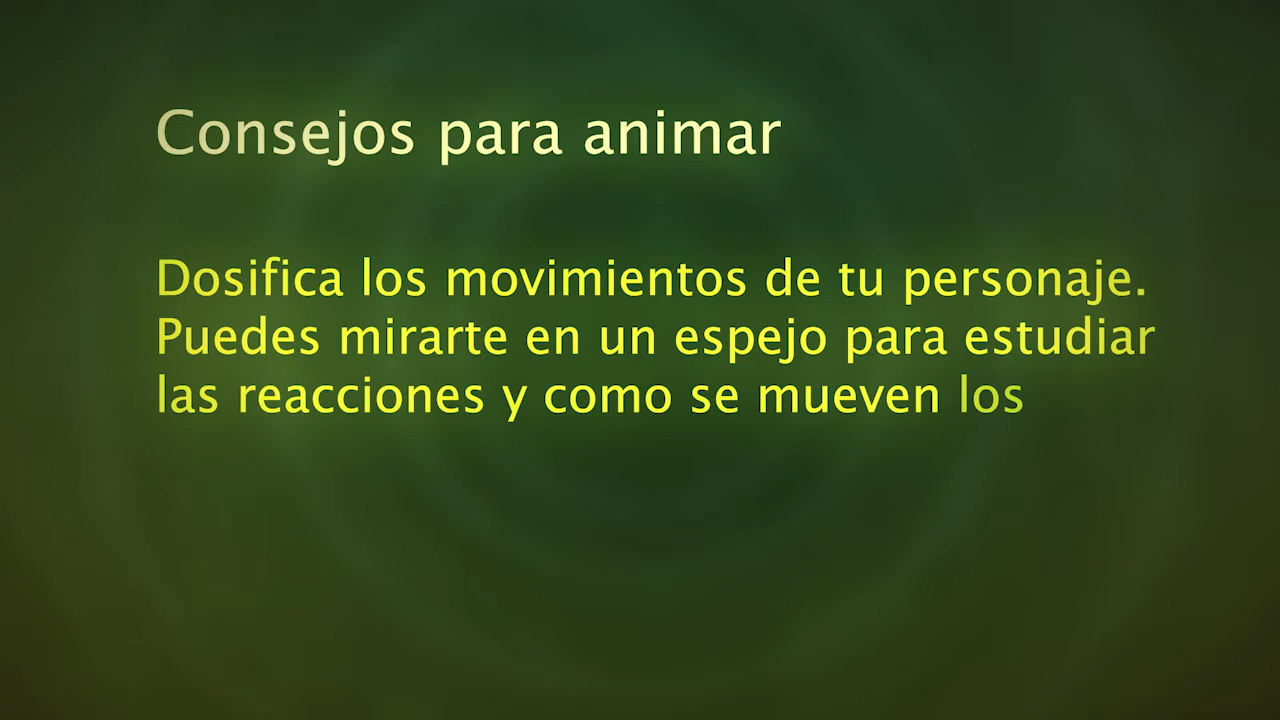 Consejos para animar
Dosifica los movimientos de tu personaje.
Puedes mirarte en un espejo para estudiar
las reacciones y como se mueven los